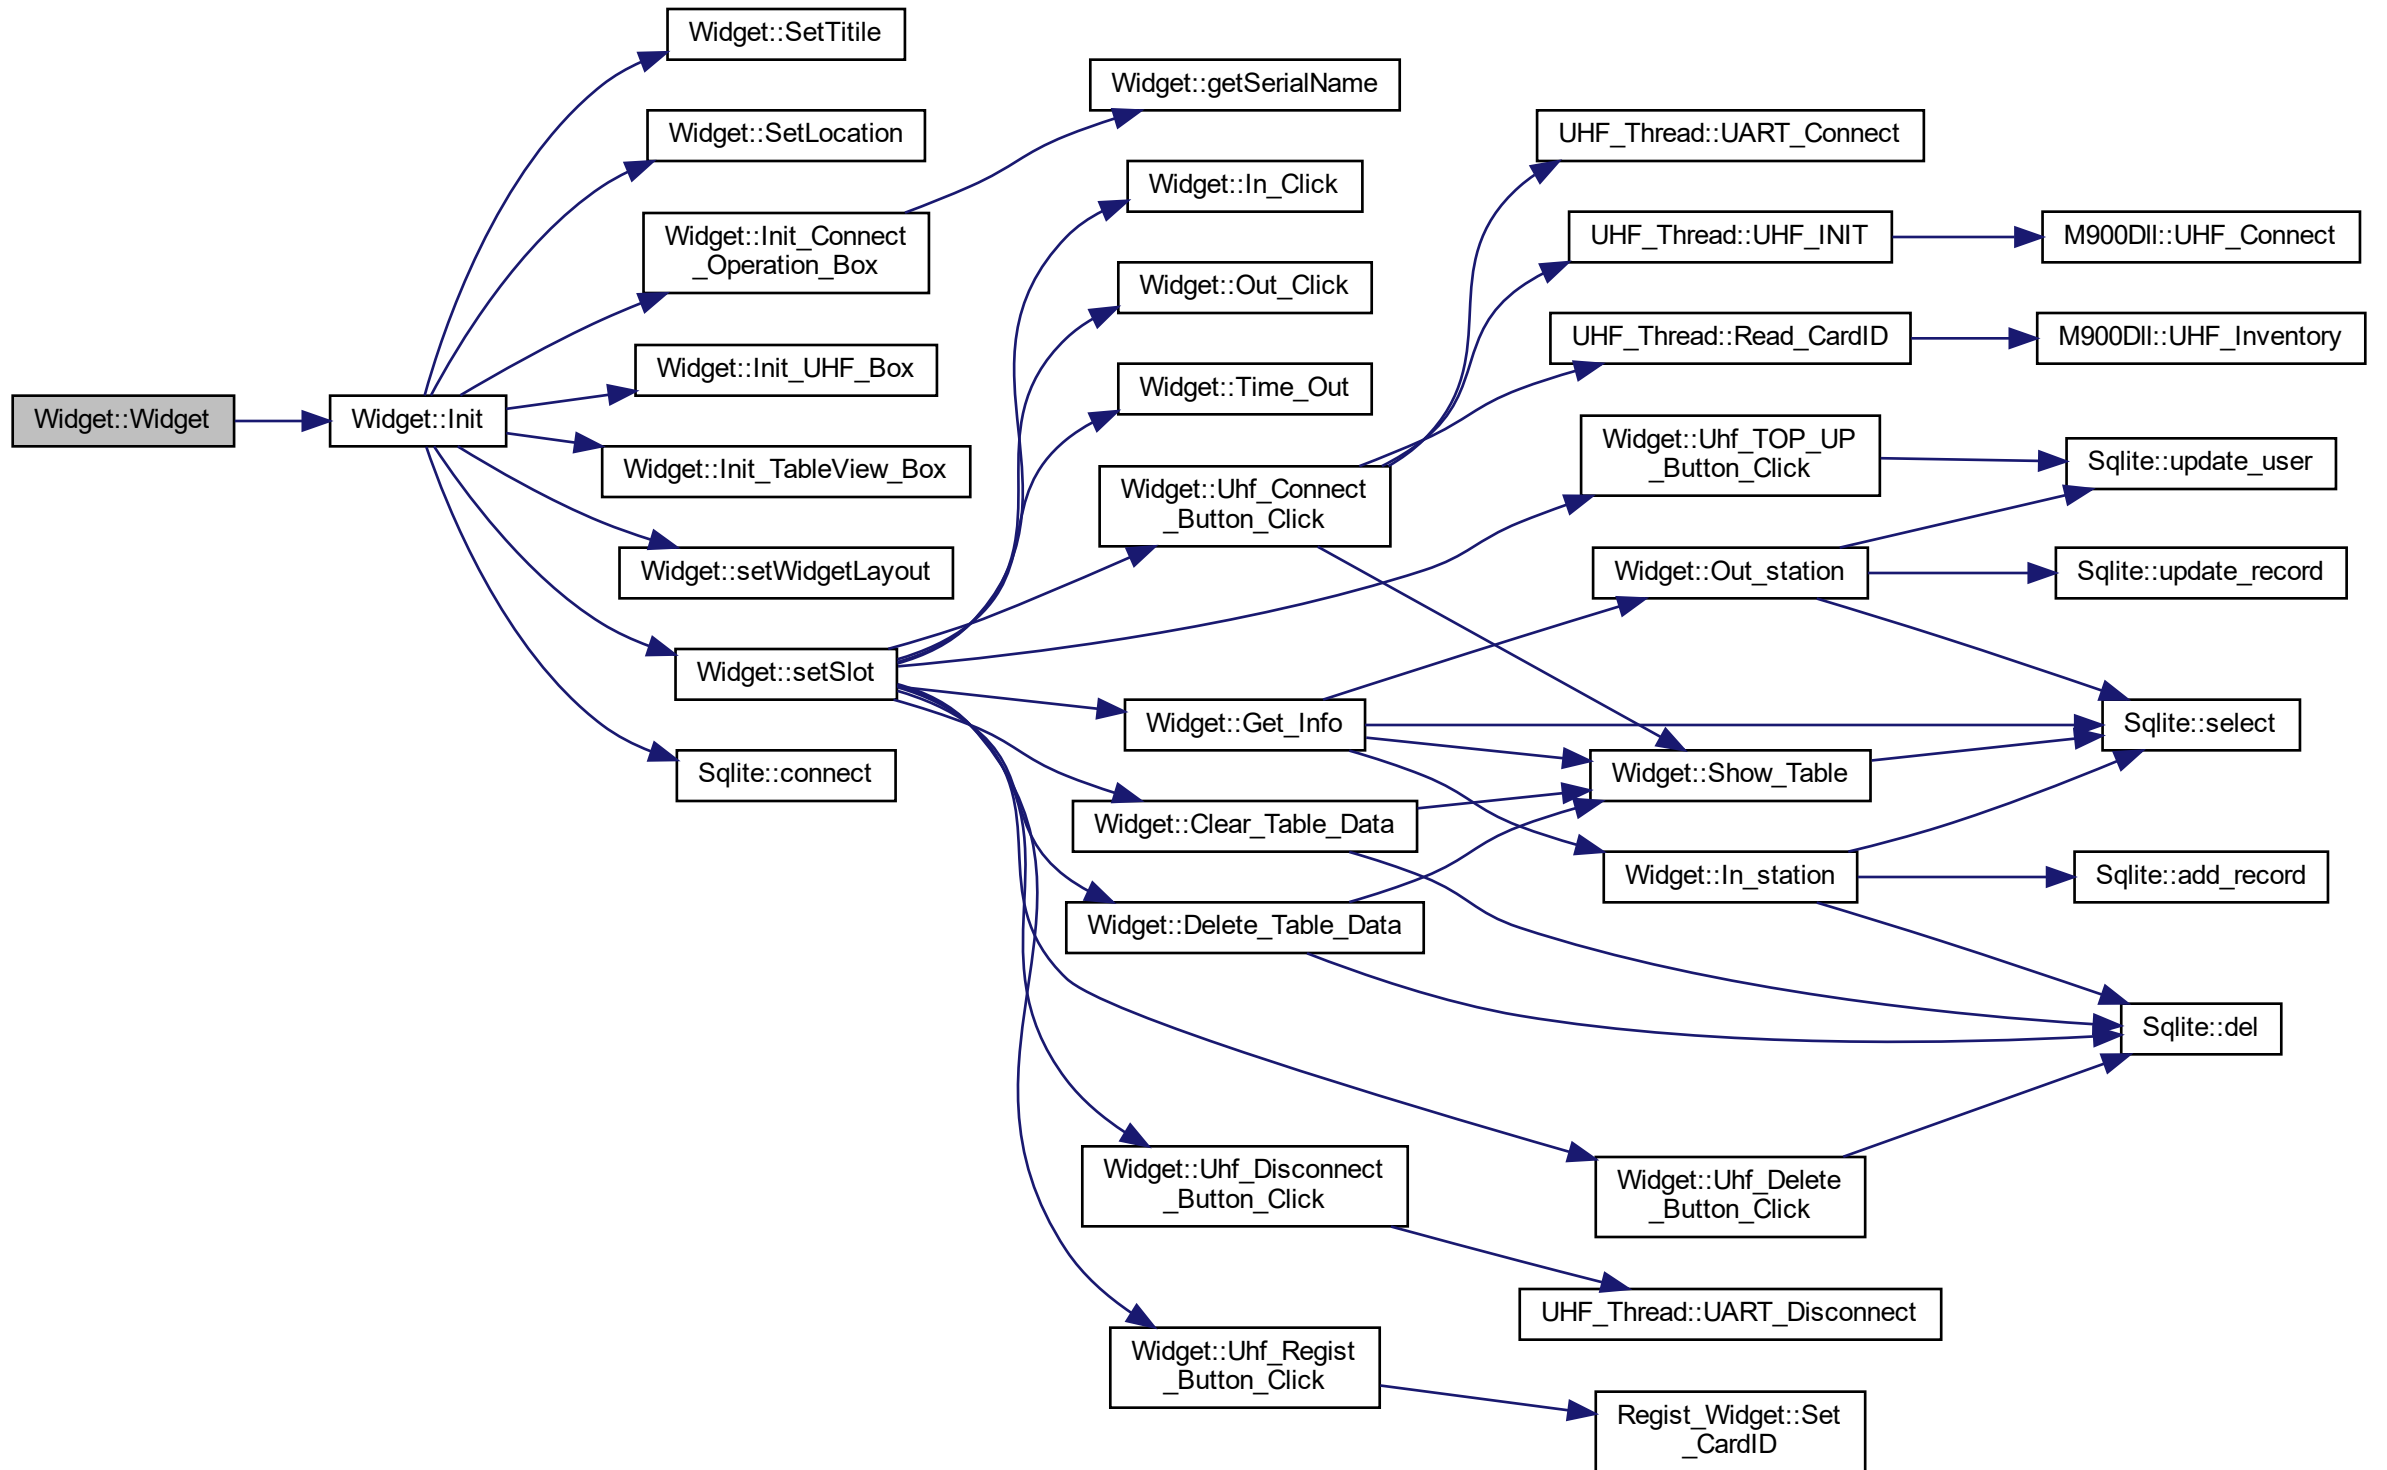 Widget::Widget
Widget::Init
Widget::SetTitile
Widget::SetLocation
Widget::Init_Connect
_Operation_Box
Widget::Init_UHF_Box
Widget::Init_TableView_Box
Widget::setWidgetLayout
Widget::setSlot
Sqlite::connect
Widget::getSerialName
Widget::In_Click
Widget::Out_Click
Widget::Time_Out
Widget::Uhf_Connect
_Button_Click
Widget::Get_Info
Widget::Clear_Table_Data
Widget::Delete_Table_Data
Widget::Uhf_Disconnect
_Button_Click
Widget::Uhf_Regist
_Button_Click
UHF_Thread::UART_Connect
UHF_Thread::UHF_INIT
UHF_Thread::Read_CardID
Widget::Uhf_TOP_UP
_Button_Click
Widget::Out_station
Widget::Show_Table
Widget::In_station
Widget::Uhf_Delete
_Button_Click
UHF_Thread::UART_Disconnect
Regist_Widget::Set
_CardID
M900Dll::UHF_Connect
M900Dll::UHF_Inventory
Sqlite::update_user
Sqlite::update_record
Sqlite::select
Sqlite::add_record
Sqlite::del